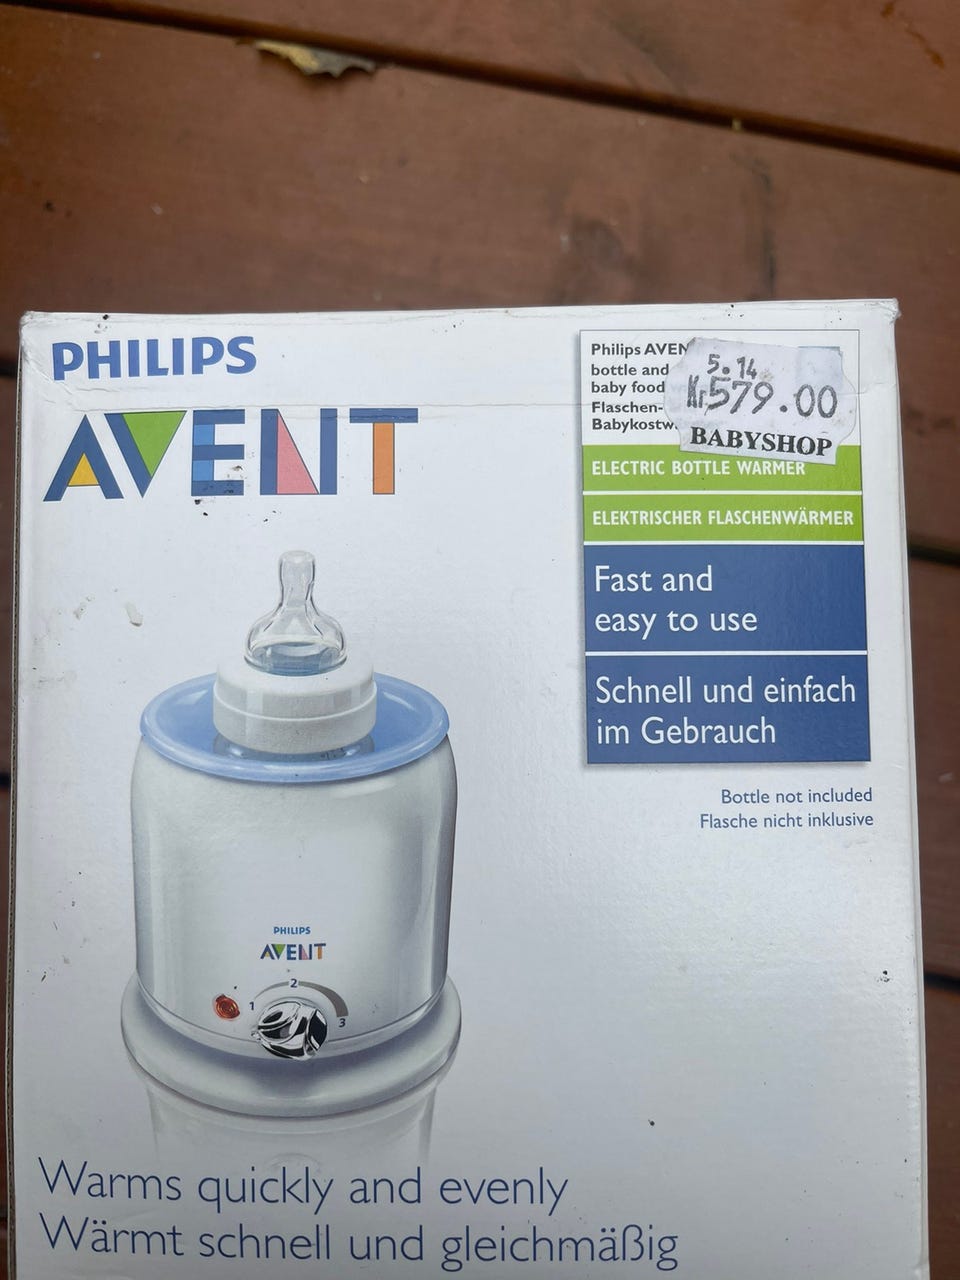 PHILIPS
AVENT
Philips AVEN
bottle and
baby food
Flaschen-
Babykostw
5.14
Kr579.00
BABYSHOP
ELECTRIC BOTTLE WARMER
ELEKTRISCHER FLASCHENWÄRMER
Fast and
easy to use
Schnell und einfach
im Gebrauch
Bottle not included
Flasche nicht inklusive
PHILIPS
AVENT
1 2 3
Warms quickly and evenly
Wärmt schnell und gleichmäßig